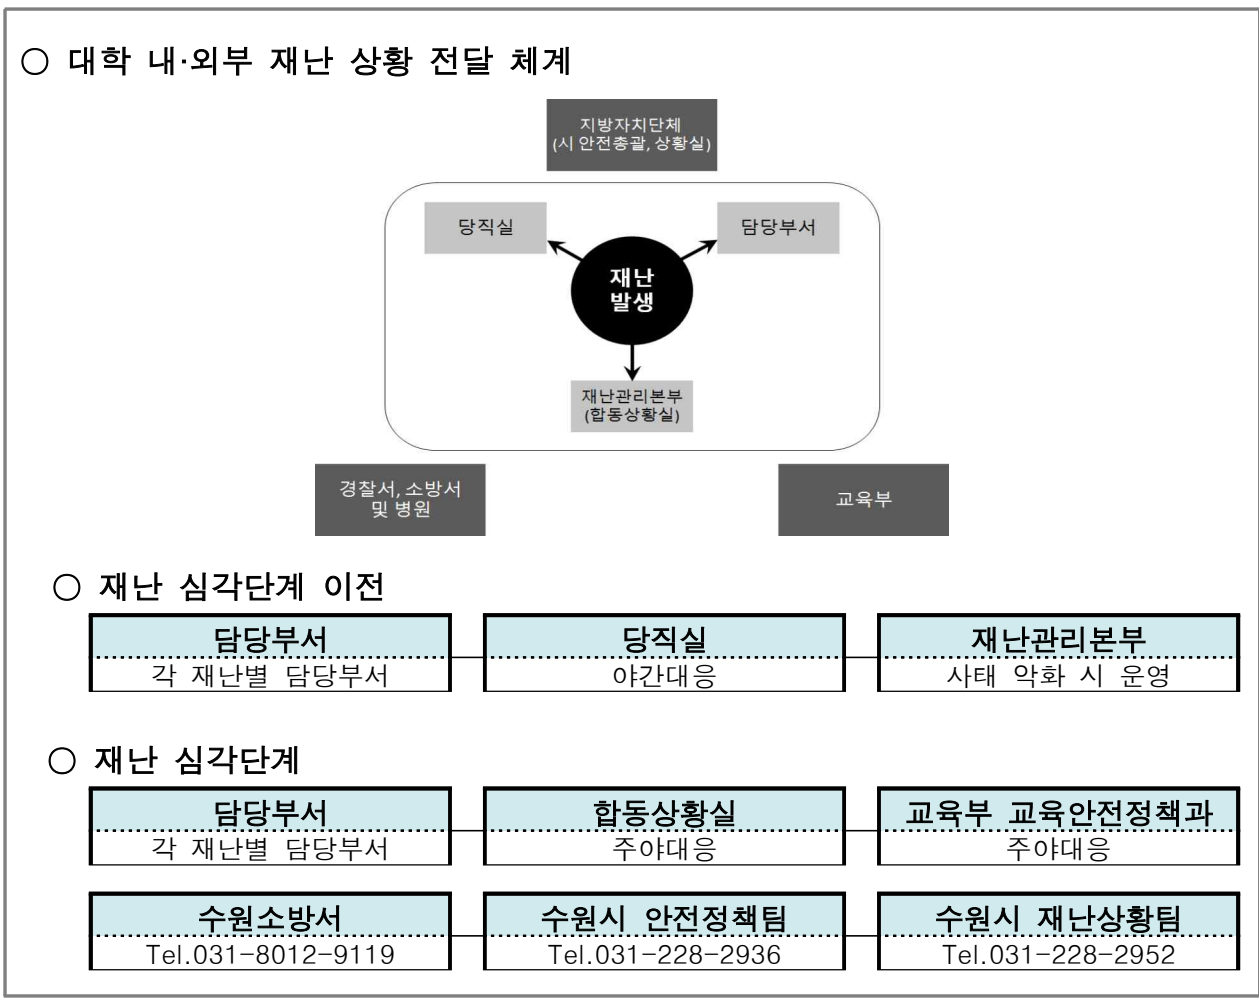 ○ 대학 내·외부 재난 상황 전달 체계
지방자치단체
(시 안전총괄, 상황실)
당직실
담당부서
재난
발생
재난관리본부
(합동상황실)
경찰서, 소방서
및 병원
교육부
○ 재난 심각단계 이전
담당부서
각 재난별 담당부서
당직실
야간대응
재난관리본부
사태 악화 시 운영
○ 재난 심각단계
담당부서
각 재난별 담당부서
합동상황실
주야대응
교육부 교육안전정책과
주야대응
수원소방서
Tel.031-8012-9119
수원시 안전정책팀
Tel.031-228-2936
수원시 재난상황팀
Tel.031-228-2952